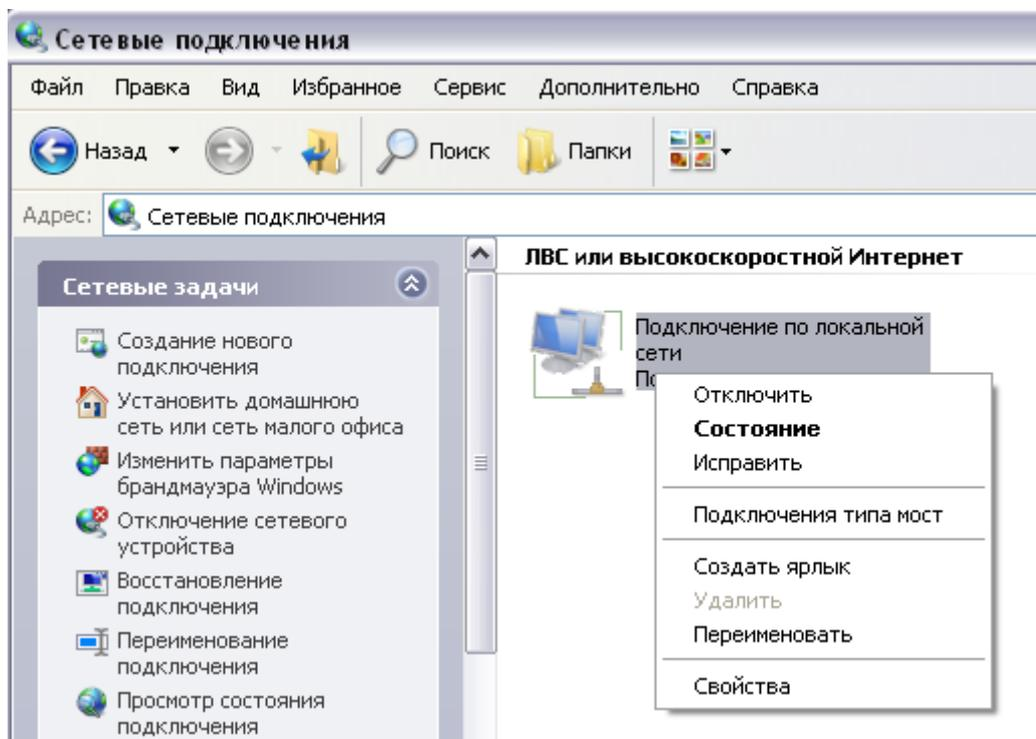 Сетевые подключения
Файл Правка Вид Избранное Сервис Дополнительно Справка
Назад Поиск Папки
Адрес: Сетевые подключения
Сетевые задачи
Создание нового
подключения
Установить домашнюю
сеть или сеть малого офиса
Изменить параметры
брандмауэра Windows
Отключение сетевого
устройства
Восстановление
подключения
Переименование
подключения
Просмотр состояния
подключения
ЛВС или высокоскоростной Интернет
Подключение по локальной
сети
Отключить
Состояние
Исправить
Подключения типа мост
Создать ярлык
Удалить
Переименовать
Свойства